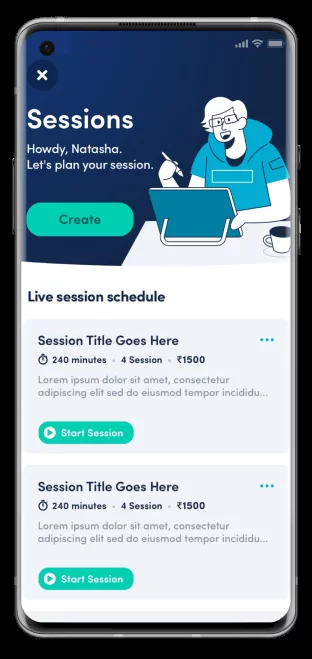 Sessions
Howdy, Natasha.
Let's plan your session.
Create
Live session schedule
Session Title Goes Here
240 minutes • 4 Session • ₹1500
Lorem ipsum dolor sit amet, consectetur
adipiscing elit sed do eiusmod tempor incididu...
Start Session
Session Title Goes Here
240 minutes • 4 Session • ₹1500
Lorem ipsum dolor sit amet, consectetur
adipiscing elit sed do eiusmod tempor incididu...
Start Session